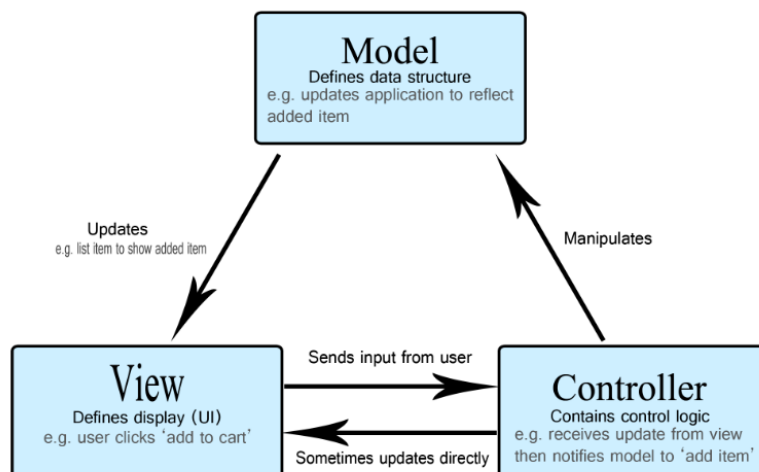 Model
Defines data structure
e.g. updates application to reflect
added item
Updates
e.g. list item to show added item
Manipulates
View
Defines display (UI)
e.g. user clicks ‘add to cart’
Sends input from user
Sometimes updates directly
Controller
Contains control logic
e.g. receives update from view
then notifies model to ‘add item’